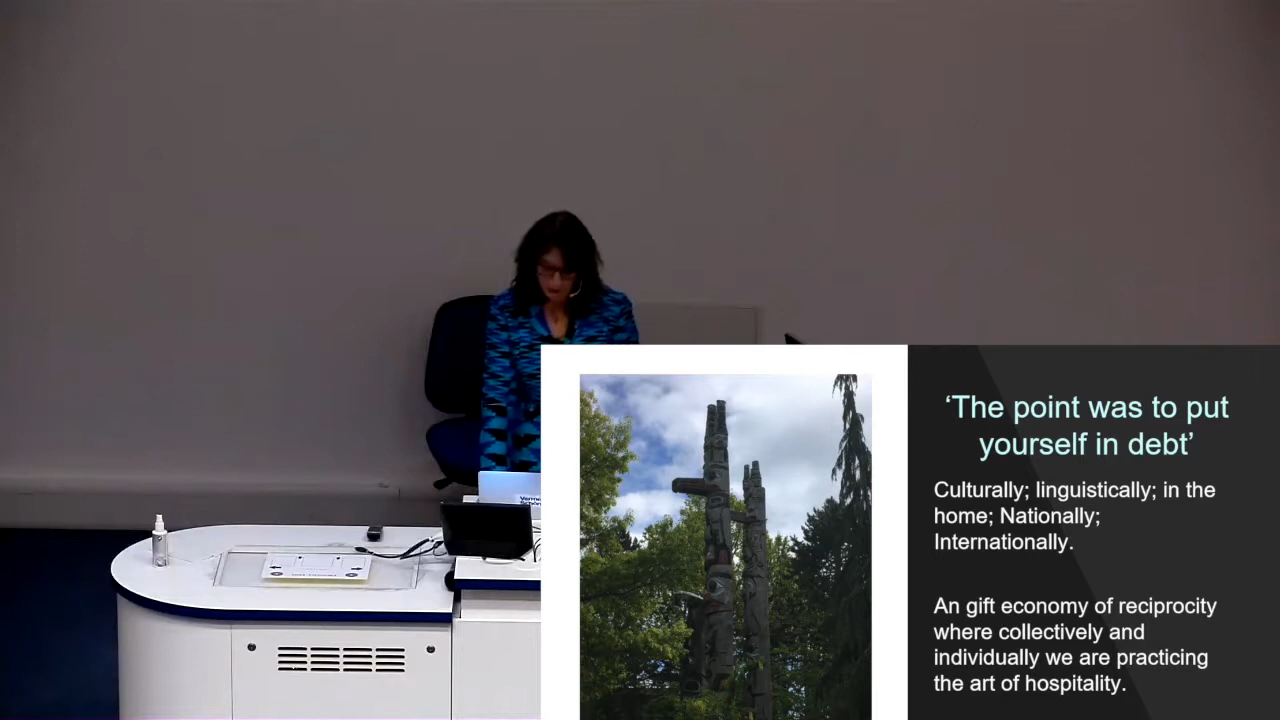 ‘The point was to put
yourself in debt’
Culturally; linguistically; in the
home; Nationally;
Internationally.
An gift economy of reciprocity
where collectively and
individually we are practicing
the art of hospitality.